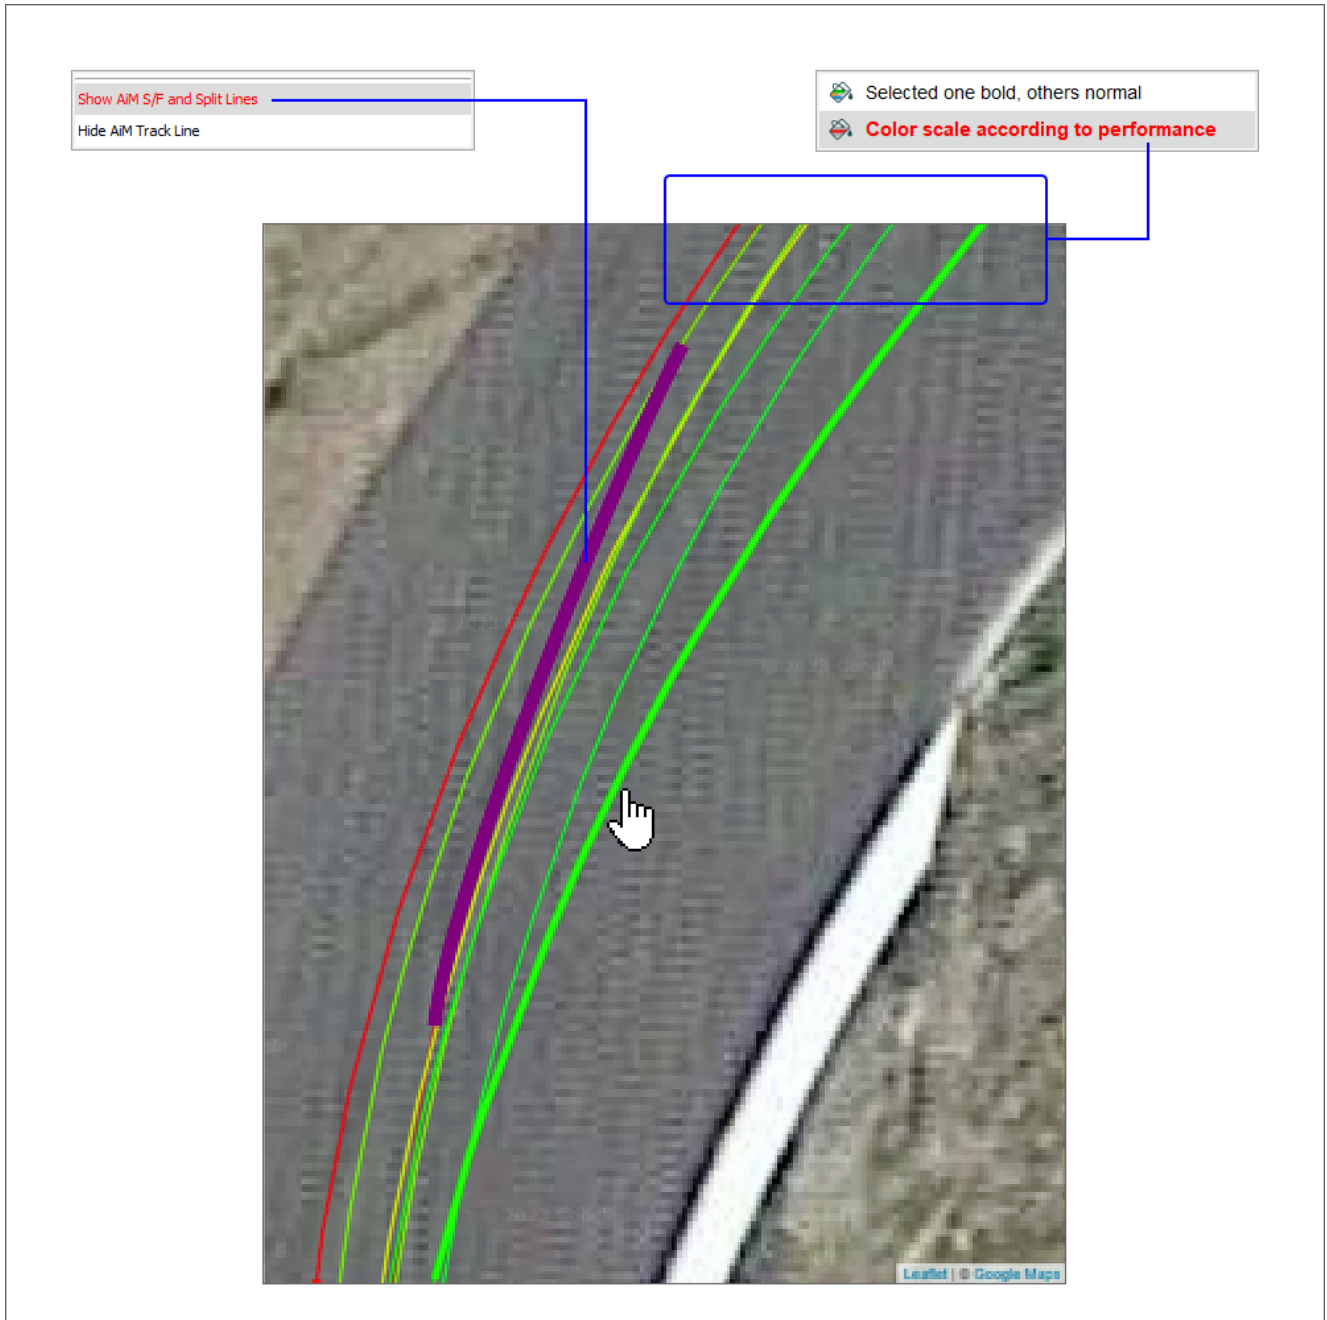 Show AiM S/F and Split Lines
Hide AiM Track Line
Selected one bold, others normal
Color scale according to performance
Leaflet | © Google Maps